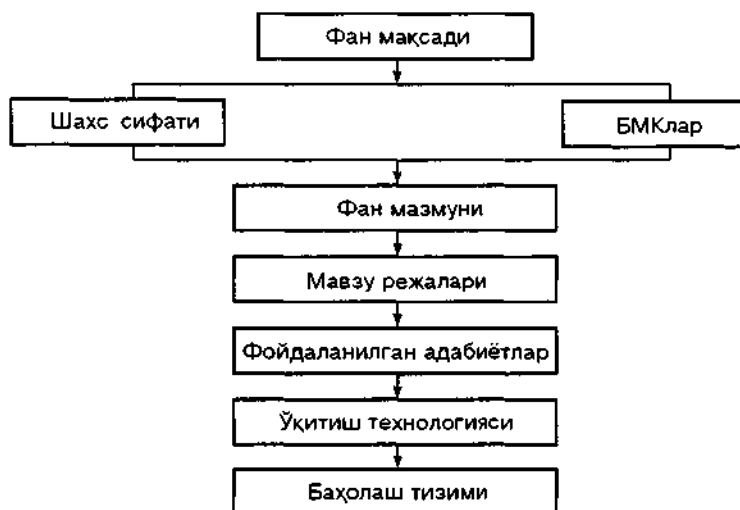 Фан мақсади
Шахс сифати
БМКлар
Фан мазмуни
Мавзу режалари
Фойдаланилган адабиётлар
Ўқитиш технологияси
Баҳолаш тизими